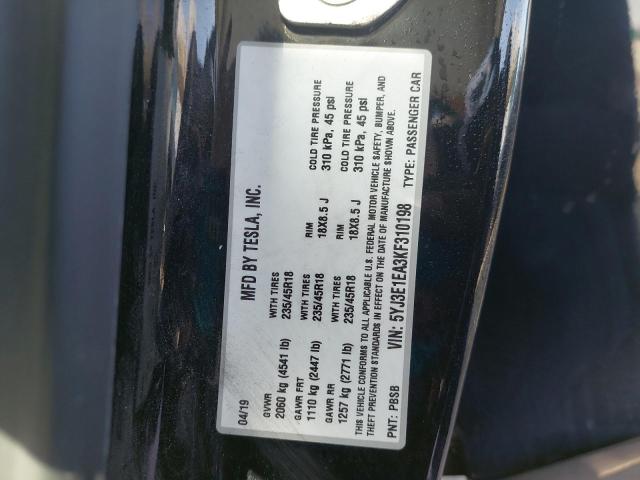 04/19 MFD BY TESLA, INC.
GVWR WITH TIRES RIM COLD TIRE PRESSURE
2060 kg (4541 lb) 235/45R18 18X8.5 J 310 kPa, 45 psi
GAWR FRT WITH TIRES RIM COLD TIRE PRESSURE
1110 kg (2447 lb) 235/45R18 18X8.5 J 310 kPa, 45 psi
GAWR RR WITH TIRES
1257 kg (2771 lb) 235/45R18
THIS VEHICLE CONFORMS TO ALL APPLICABLE U.S. FEDERAL MOTOR VEHICLE SAFETY, BUMPER, AND
THEFT PREVENTION STANDARDS IN EFFECT ON THE DATE OF MANUFACTURE SHOWN ABOVE.
PNT: PBSB VIN: 5YJ3E1EA3KF310198 TYPE: PASSENGER CAR